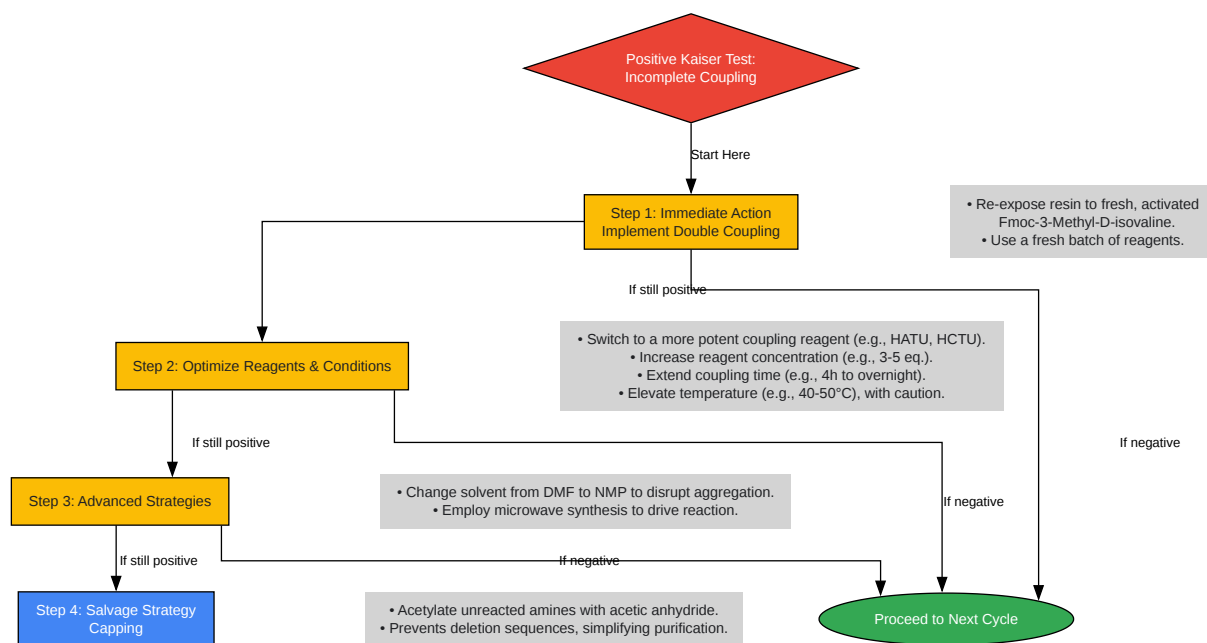 Positive Kaiser Test:
Incomplete Coupling
Start Here
Step 1: Immediate Action
Implement Double Coupling
• Re-expose resin to fresh, activated
Fmoc-3-Methyl-D-isovaline.
• Use a fresh batch of reagents.
If still positive
• Switch to a more potent coupling reagent (e.g., HATU, HCTU).
• Increase reagent concentration (e.g., 3-5 eq.).
• Extend coupling time (e.g., 4h to overnight).
• Elevate temperature (e.g., 40-50°C), with caution.
Step 2: Optimize Reagents & Conditions
If still positive
If negative
Step 3: Advanced Strategies
• Change solvent from DMF to NMP to disrupt aggregation.
• Employ microwave synthesis to drive reaction.
If negative
If still positive
If negative
Step 4: Salvage Strategy
Capping
• Acetylate unreacted amines with acetic anhydride.
• Prevents deletion sequences, simplifying purification.
Proceed to Next Cycle